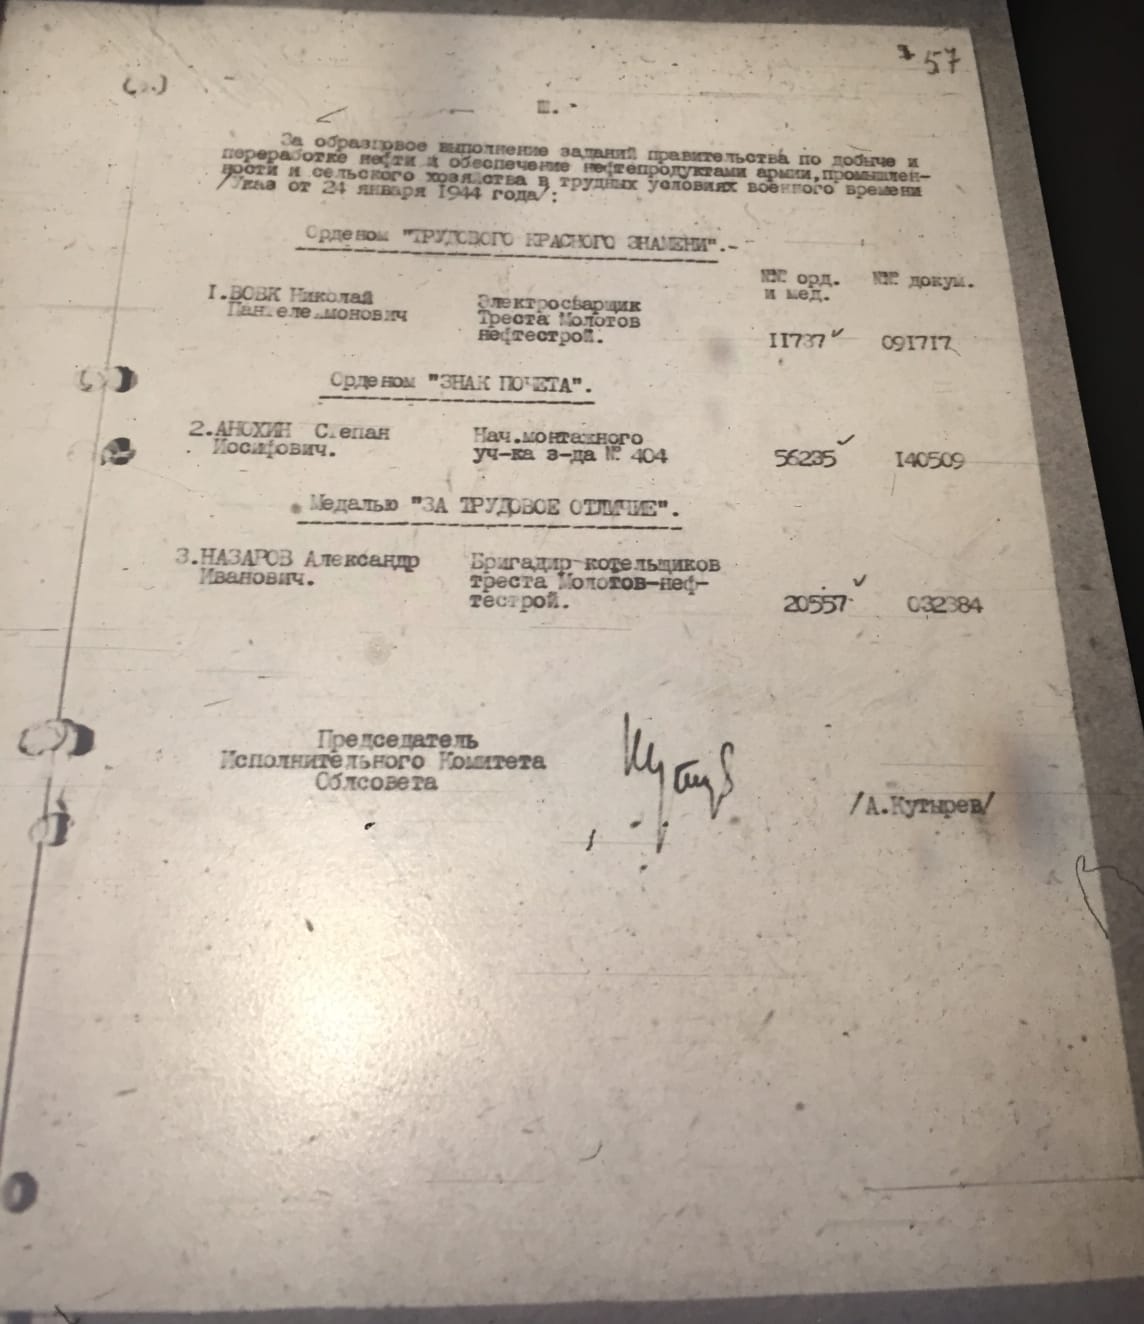 57
III.
За образцовое выполнение заданий правительства по добыче и
переработке нефти и обеспечение нефтепродуктами армии, промышлен-
ности и сельского хозяйства в трудных условиях военного времени
/Указ от 24 января 1944 года/:
Орденом "ТРУДОВОГО КРАСНОГО ЗНАМЕНИ".-
№№ орд. №№ докум.
и мед.
1.ВОВК Николай Электросварщик
Пантелеймонович Треста Молотов
нефтестрой. II737 091717
Орденом "ЗНАК ПОЧЕТА".
2.АНОХИН Степан Нач.монтажного
Иосифович. уч-ка з-да № 404 56235 140509
Медалью "ЗА ТРУДОВОЕ ОТЛИЧИЕ".
3.НАЗАРОВ Александр Бригадир котельщиков
Иванович. треста Молотов-неф-
тестрой. 20557 032384
Председатель
Исполнительного Комитета
Облсовета
/А.Кутырев/